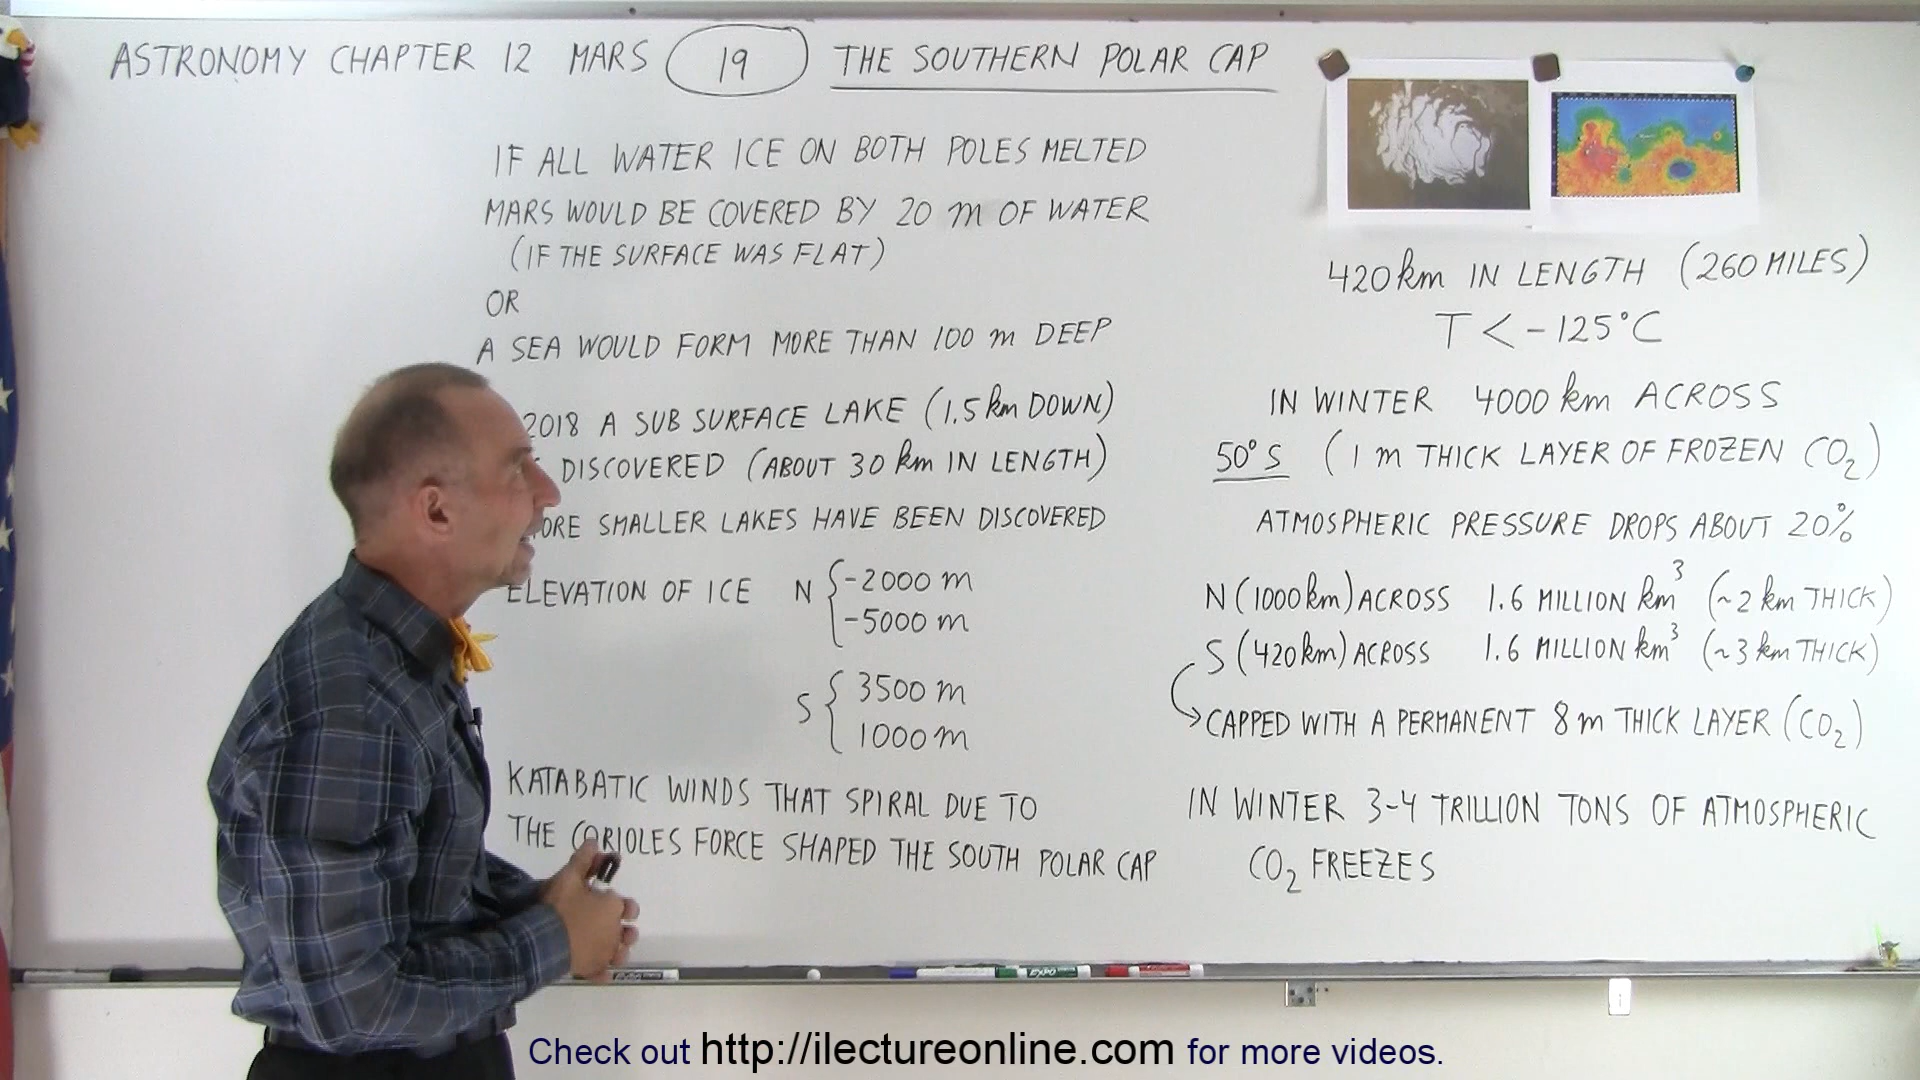 ASTRONOMY CHAPTER 12 MARS 19 THE SOUTHERN POLAR CAP
IF ALL WATER ICE ON BOTH POLES MELTED
MARS WOULD BE COVERED BY 20 m OF WATER
(IF THE SURFACE WAS FLAT)
OR
A SEA WOULD FORM MORE THAN 100 m DEEP
2018 A SUB SURFACE LAKE (1.5 km DOWN)
DISCOVERED (ABOUT 30 km IN LENGTH)
SMALLER LAKES HAVE BEEN DISCOVERED
ELEVATION OF ICE N { -2000 m
-5000 m
S { 3500 m
1000 m
KATABATIC WINDS THAT SPIRAL DUE TO
THE CORIOLES FORCE SHAPED THE SOUTH POLAR CAP
420 km IN LENGTH (260 MILES)
T < -125°C
IN WINTER 4000 km ACROSS
50° S (1 m THICK LAYER OF FROZEN CO₂)
ATMOSPHERIC PRESSURE DROPS ABOUT 20%
N (1000 km) ACROSS 1.6 MILLION km³ (~2 km THICK)
S (420 km) ACROSS 1.6 MILLION km³ (~3 km THICK)
CAPPED WITH A PERMANENT 8 m THICK LAYER (CO₂)
IN WINTER 3-4 TRILLION TONS OF ATMOSPHERIC
CO₂ FREEZES
EXPO
Check out http://ilectureonline.com for more videos.